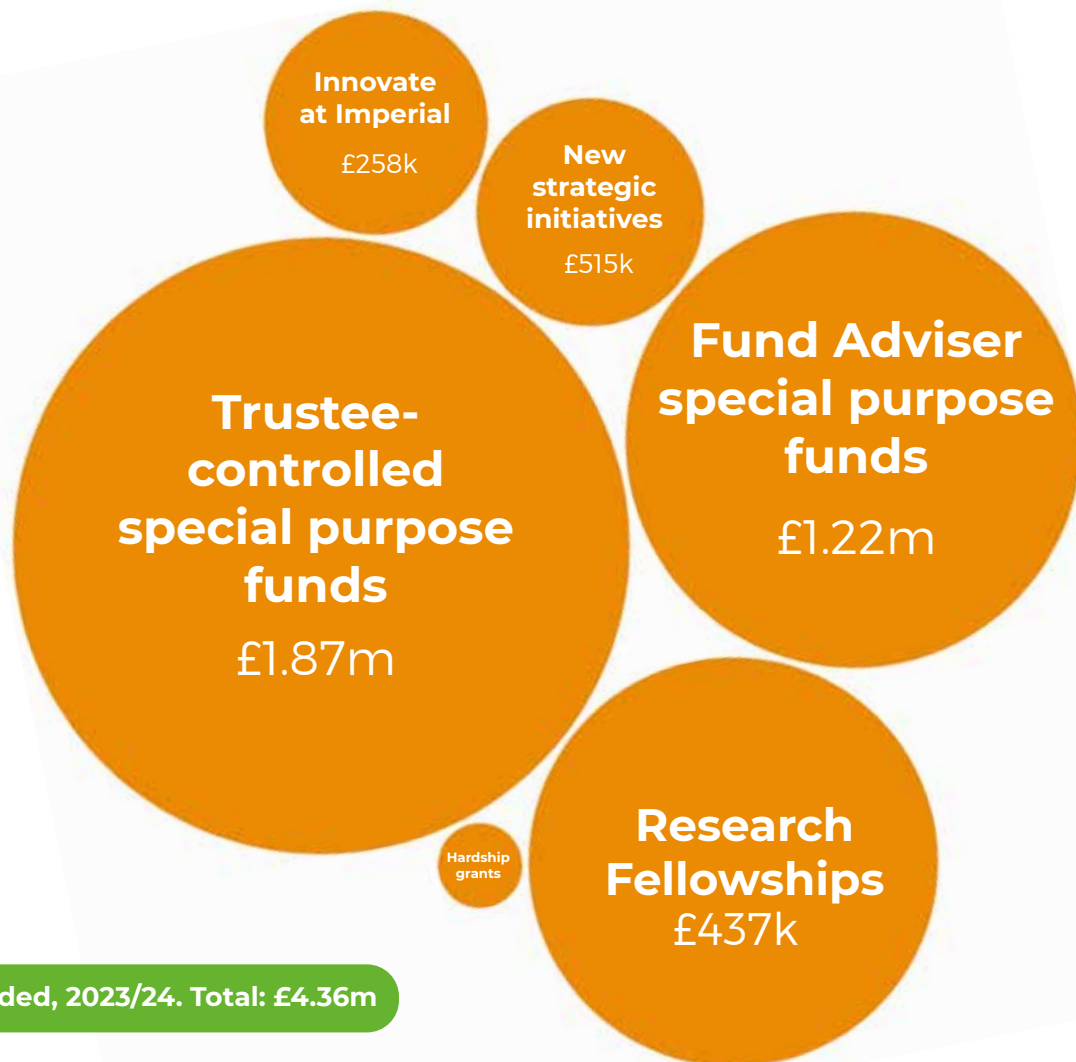 Innovate
at Imperial
£258k
New
strategic
initiatives
£515k
Fund Adviser
special purpose
funds
£1.22m
Trustee-
controlled
special purpose
funds
£1.87m
Hardship
grants
Research
Fellowships
£437k
ded, 2023/24. Total: £4.36m